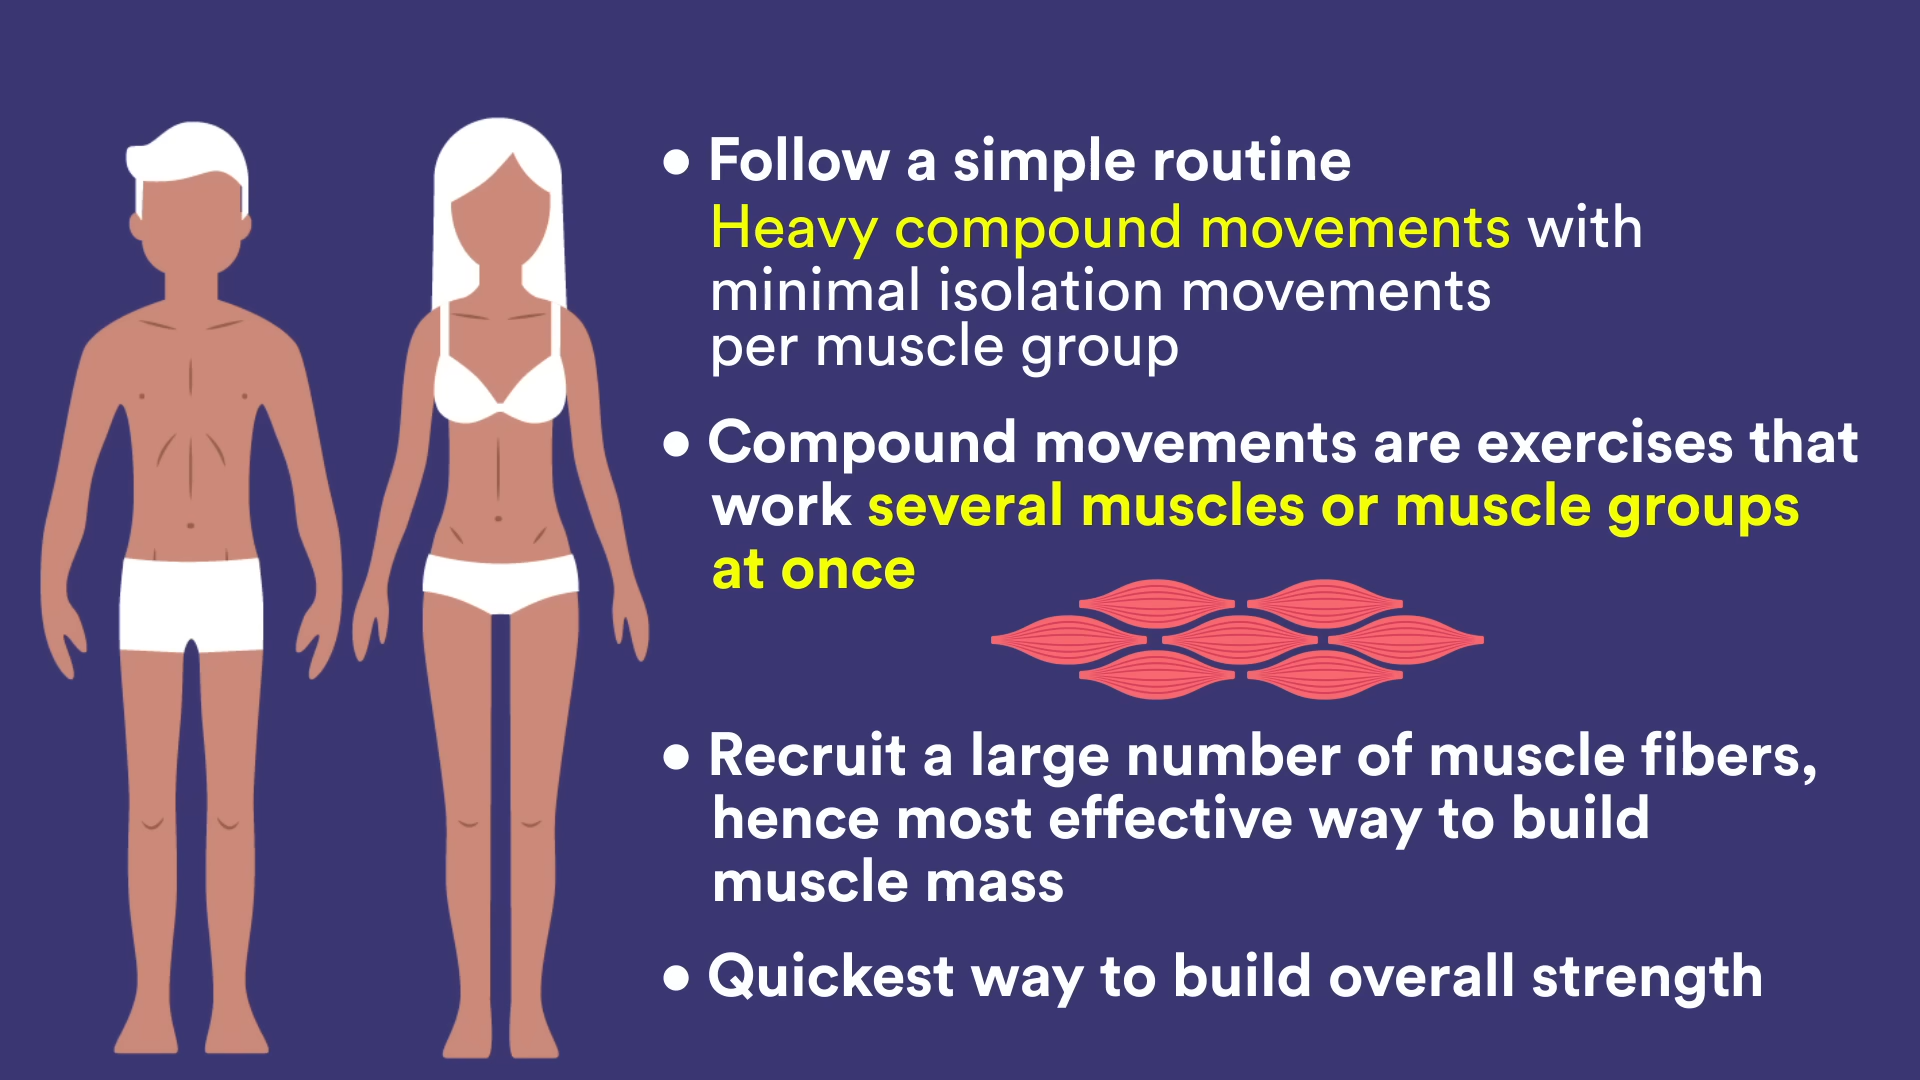 • Follow a simple routine
Heavy compound movements with
minimal isolation movements
per muscle group
• Compound movements are exercises that
work several muscles or muscle groups
at once
• Recruit a large number of muscle fibers,
hence most effective way to build
muscle mass
• Quickest way to build overall strength